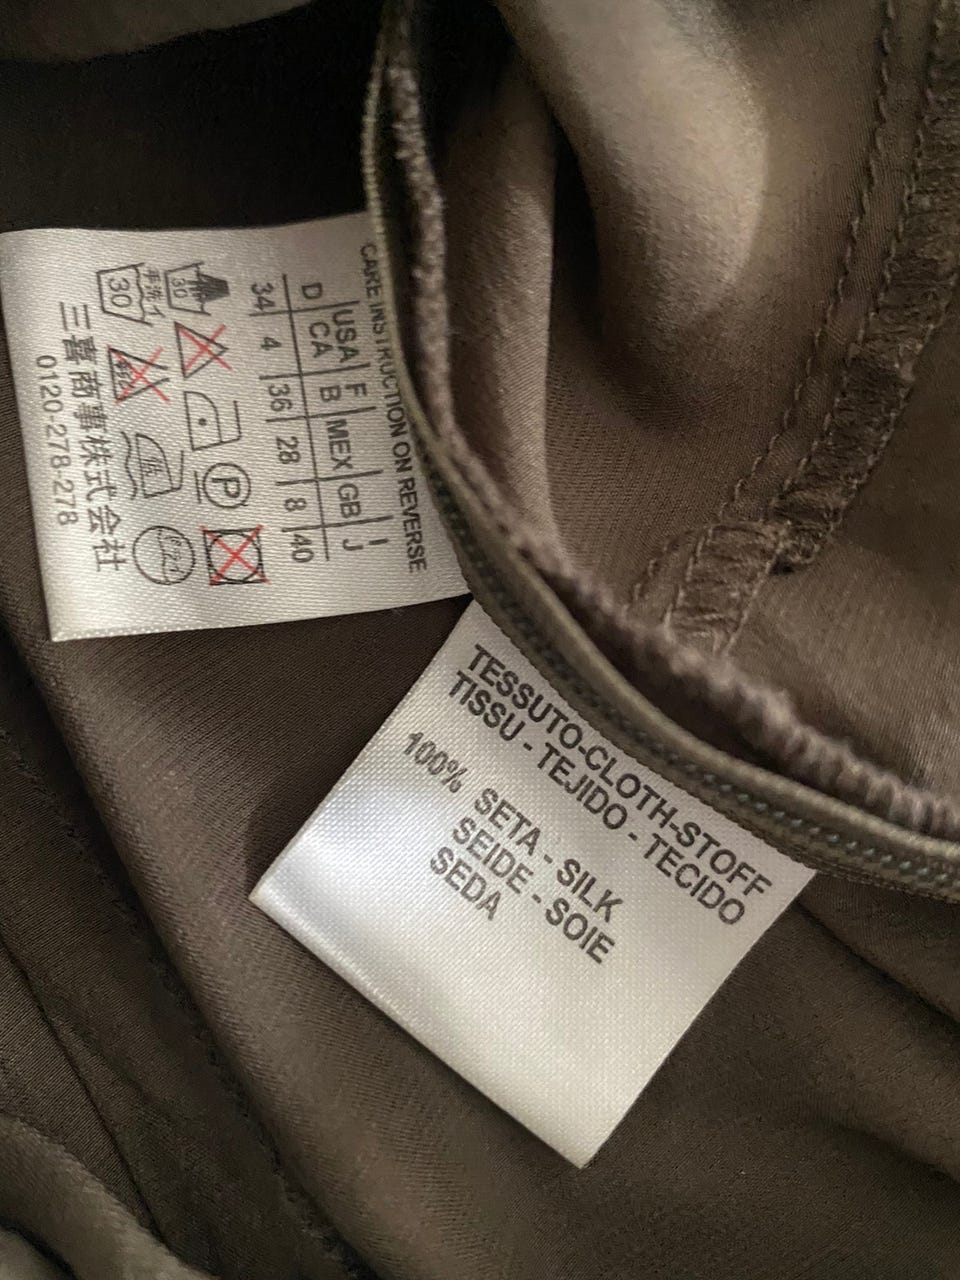 CARE INSTRUCTION ON REVERSE
USA F I
D CA B MEX GB J
34 4 36 28 8 40
30 P
手洗イ
30 低
三喜商事株式会社
0120-278-278
TESSUTO-CLOTH-STOFF
TISSU - TEJIDO - TECIDO
100% SETA - SILK
SEIDE - SOIE
SEDA